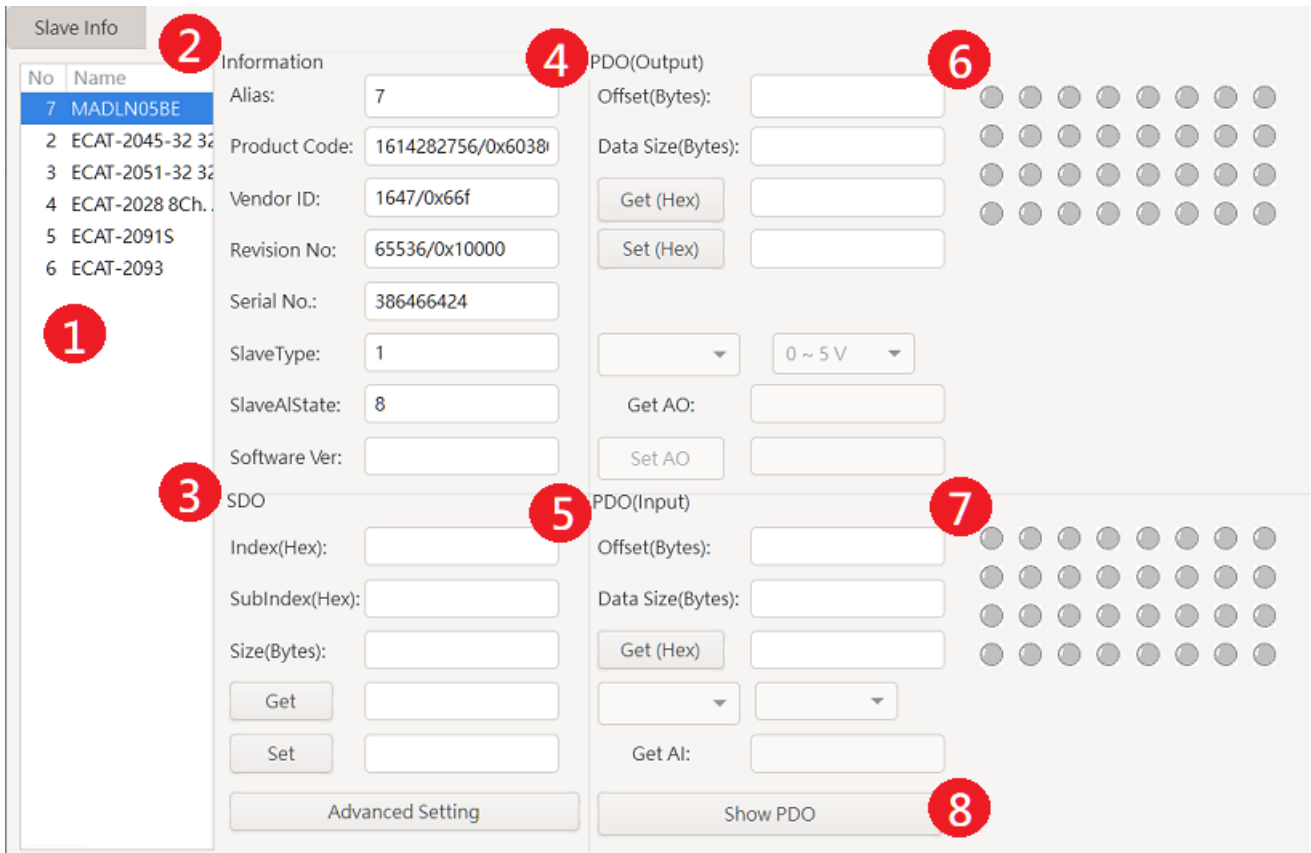 Slave Info
1
No Name
7 MADLN05BE
2 ECAT-2045-32 32
3 ECAT-2051-32 32
4 ECAT-2028 8Ch. .
5 ECAT-2091S
6 ECAT-2093
2
Information
Alias: 7
Product Code: 1614282756/0x6038
Vendor ID: 1647/0x66f
Revision No: 65536/0x10000
Serial No.: 386466424
SlaveType: 1
SlaveAlState: 8
Software Ver:
3
SDO
Index(Hex):
SubIndex(Hex):
Size(Bytes):
Get
Set
Advanced Setting
4
PDO(Output)
Offset(Bytes):
Data Size(Bytes):
Get (Hex)
Set (Hex)
0 ~ 5 V
Get AO:
Set AO
5
PDO(Input)
Offset(Bytes):
Data Size(Bytes):
Get (Hex)
Get AI:
Show PDO
6
7
8